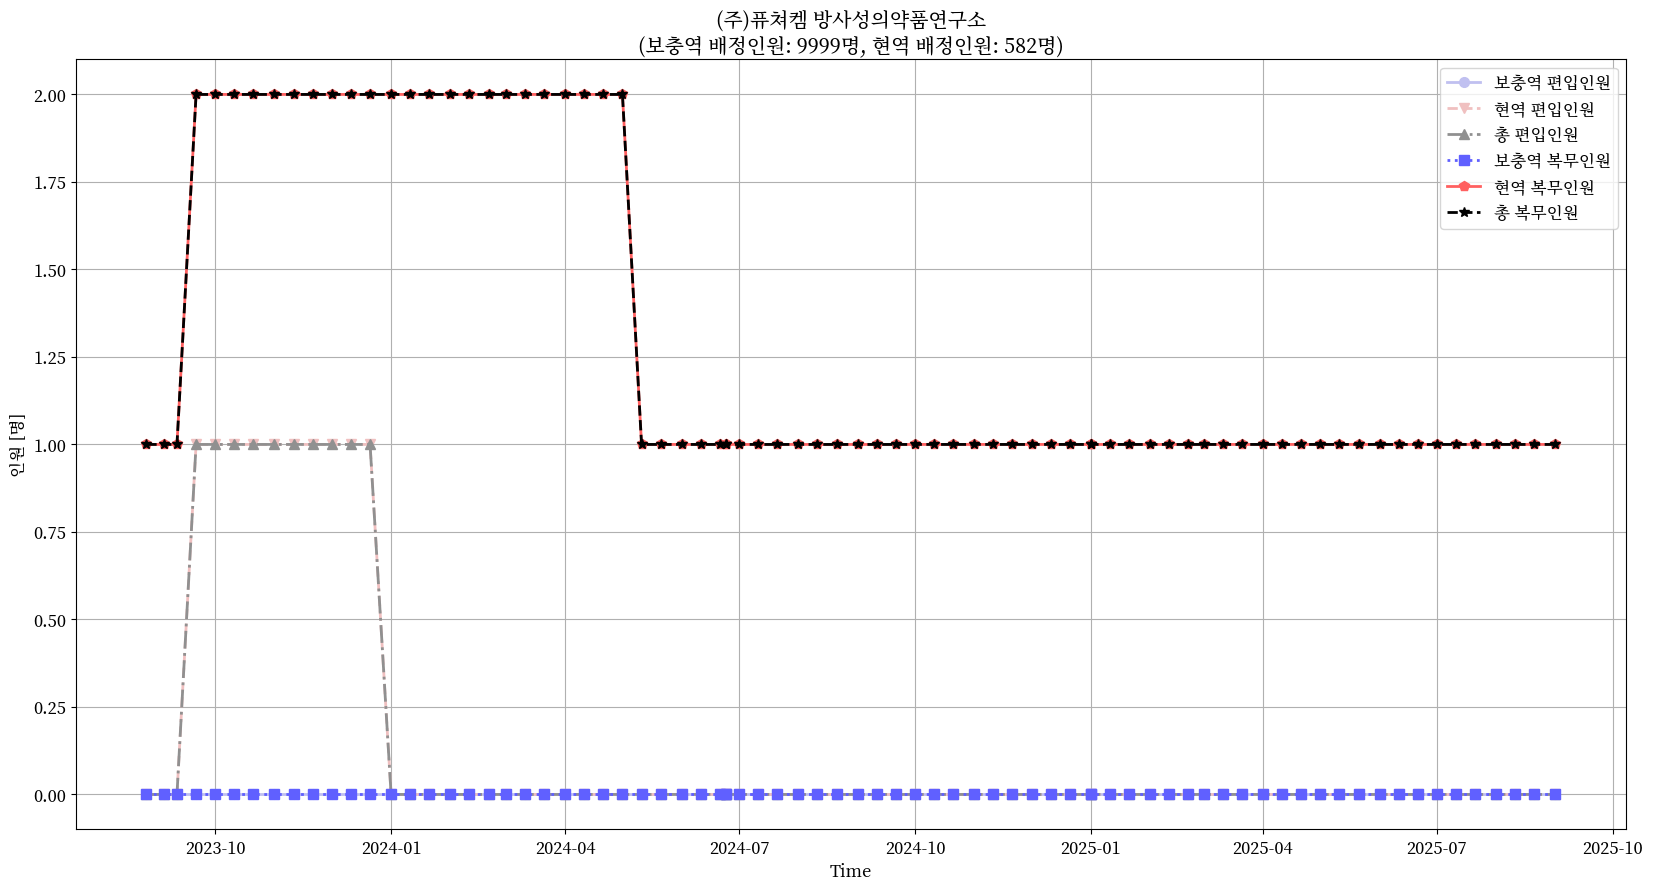 (주)퓨쳐켐 방사성의약품연구소
(보충역 배정인원: 9999명, 현역 배정인원: 582명)
보충역 편입인원
현역 편입인원
총 편입인원
보충역 복무인원
현역 복무인원
총 복무인원
인원 [명]
2.00
1.75
1.50
1.25
1.00
0.75
0.50
0.25
0.00
2023-10 2024-01 2024-04 2024-07 2024-10 2025-01 2025-04 2025-07 2025-10
Time